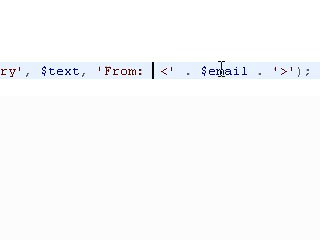 ry', $text, 'From: <' . $email . '>');